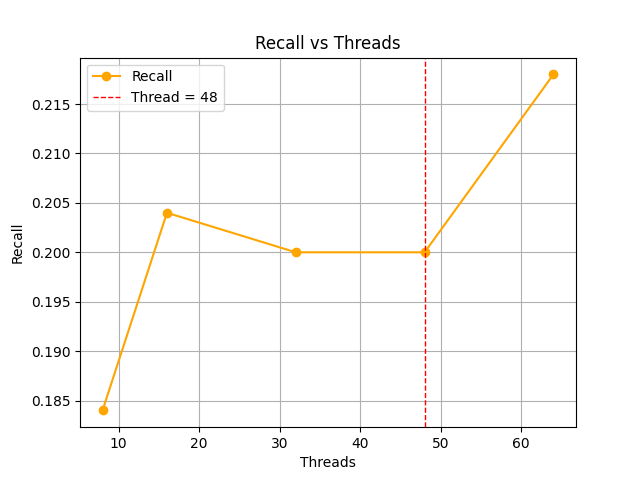 Recall vs Threads
Recall
Thread = 48
0.215
0.210
0.205
0.200
0.195
0.190
0.185
Recall
10 20 30 40 50 60
Threads